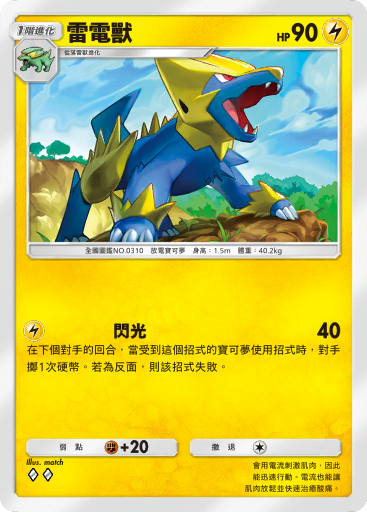 1階進化 雷電獸 HP 90
從落雷獸進化
全國圖鑑NO.0310 放電寶可夢 身高：1.5m 體重：40.2kg
閃光 40
在下個對手的回合，當受到這個招式的寶可夢使用招式時，對手
擲1次硬幣。若為反面，則該招式失敗。
弱點 +20 撤退
Illus. match
會用電流刺激肌肉，因此
能迅速行動。電流也能讓
肌肉放鬆並快速治癒酸痛。